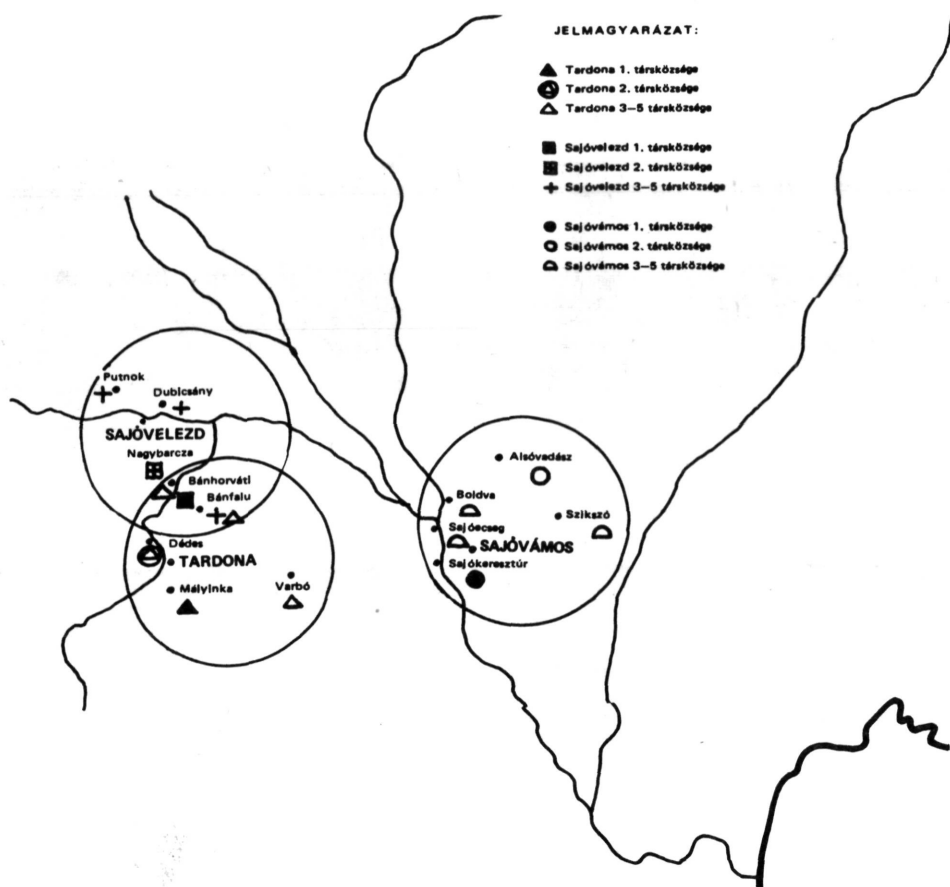 JELMAGYARÁZAT:
Tardona 1. társközsége
Tardona 2. társközsége
Tardona 3–5 társközsége
Sajóvelezd 1. társközsége
Sajóvelezd 2. társközsége
Sajóvelezd 3–5 társközsége
Sajóvámos 1. társközsége
Sajóvámos 2. társközsége
Sajóvámos 3–5 társközsége
Putnok
Dubicsány
SAJÓVELEZD
Nagybarcza
Bánhorváti
Bánfalu
Dédes
TARDONA
Mályinka
Varbó
Alsóvadász
Boldva
Szikszó
Sajóecseg
SAJÓVÁMOS
Sajókeresztúr